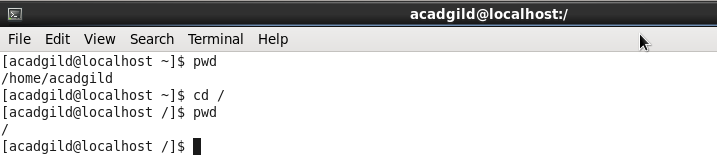 acadgild@localhost:/
File Edit View Search Terminal Help
[acadgild@localhost ~]$ pwd
/home/acadgild
[acadgild@localhost ~]$ cd /
[acadgild@localhost /]$ pwd
/
[acadgild@localhost /]$